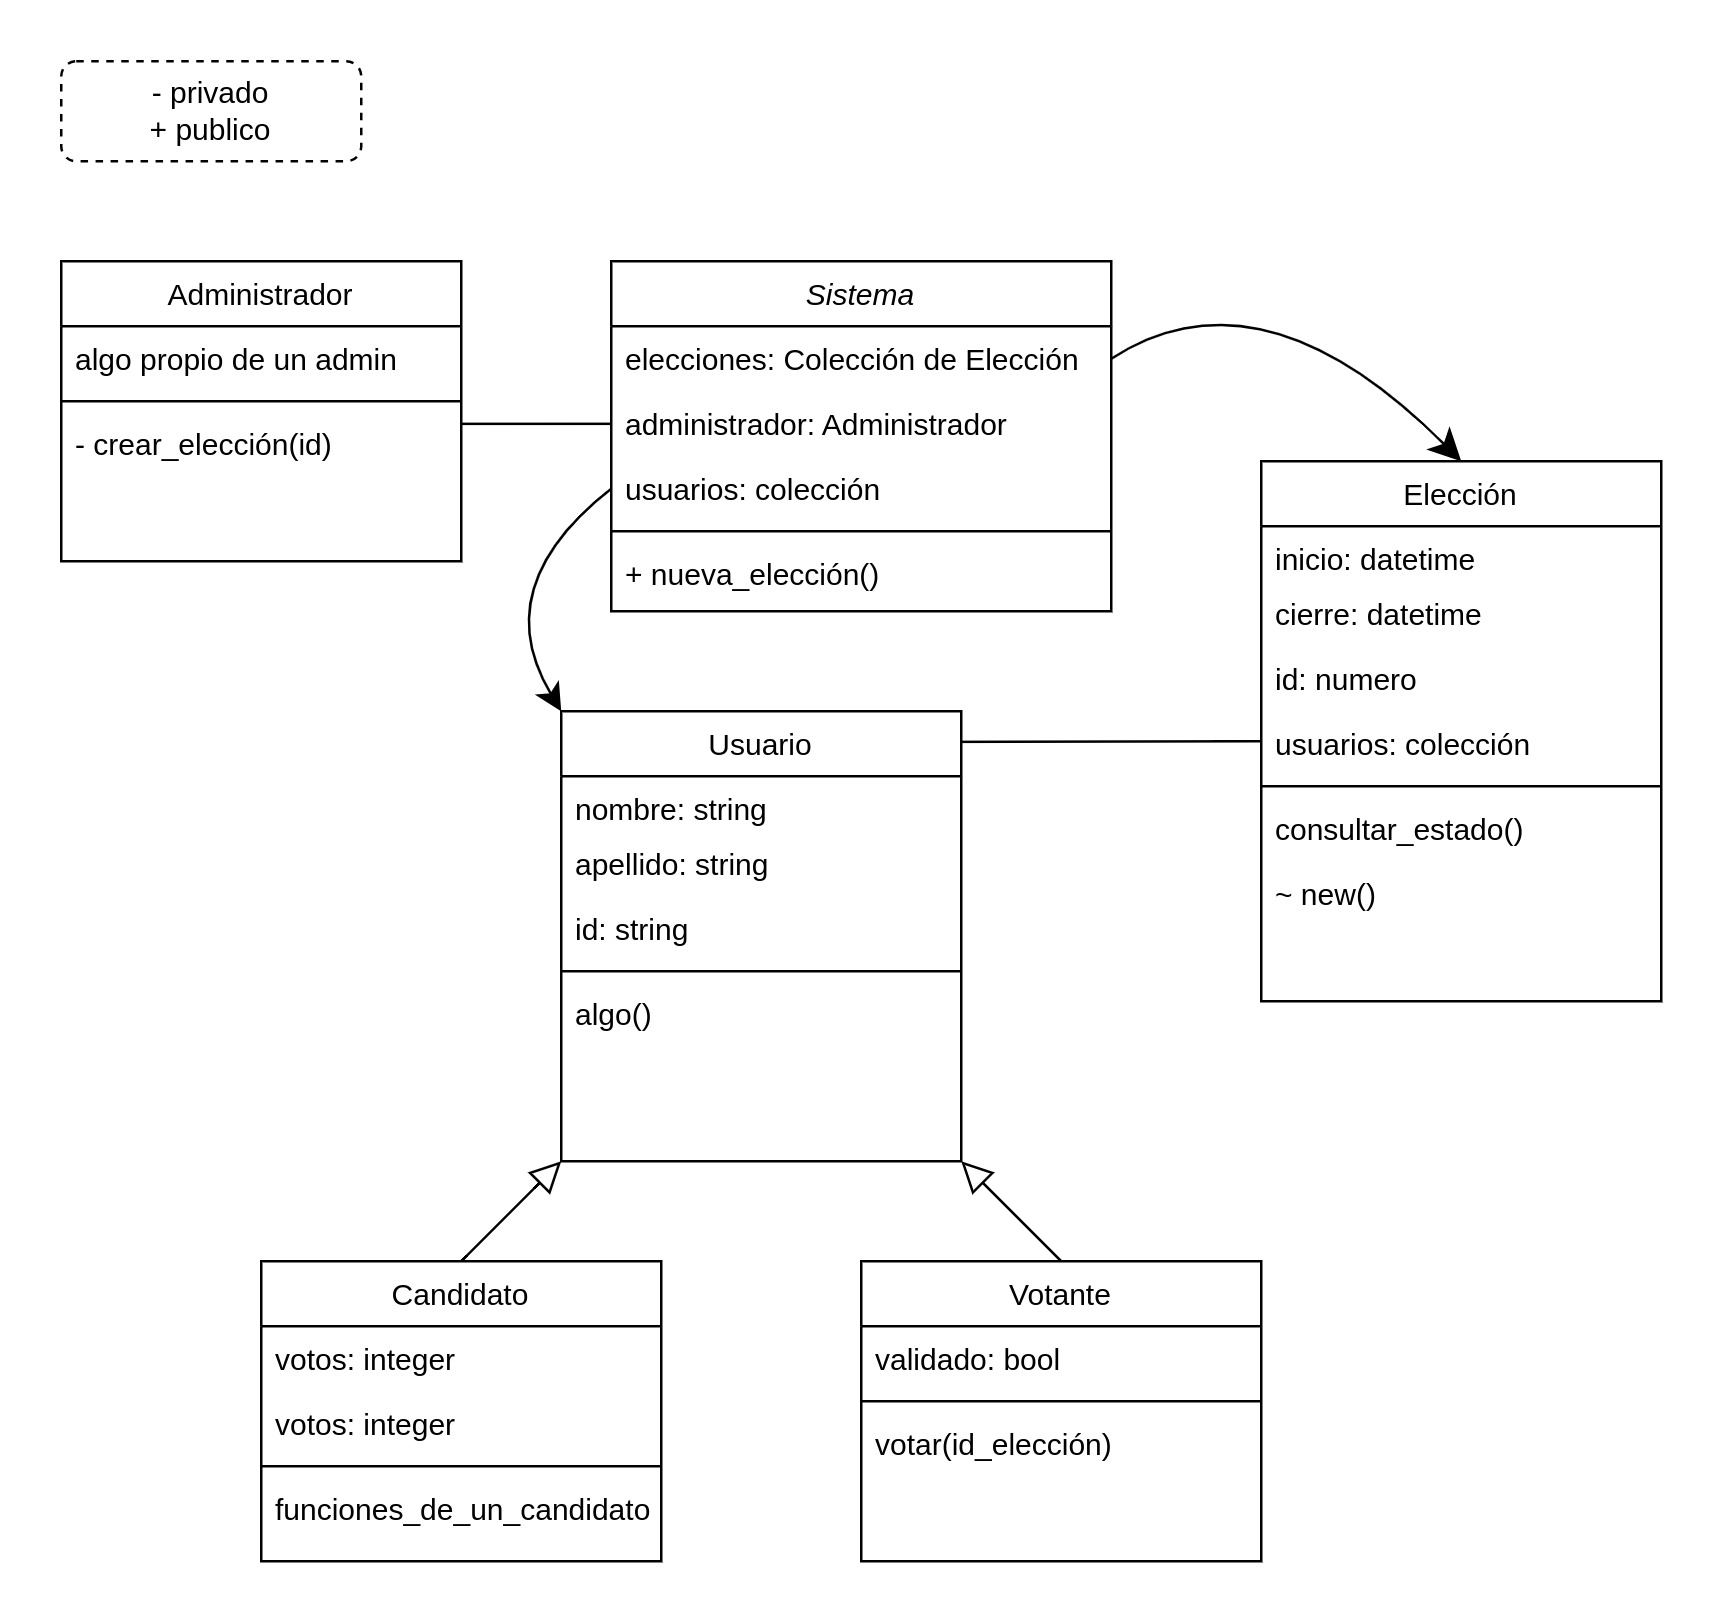 - privado
+ publico
Administrador
algo propio de un admin
- crear_elección(id)
Sistema
elecciones: Colección de Elección
administrador: Administrador
usuarios: colección
+ nueva_elección()
Elección
inicio: datetime
cierre: datetime
id: numero
usuarios: colección
consultar_estado()
~ new()
Usuario
nombre: string
apellido: string
id: string
algo()
Candidato
votos: integer
votos: integer
funciones_de_un_candidato
Votante
validado: bool
votar(id_elección)